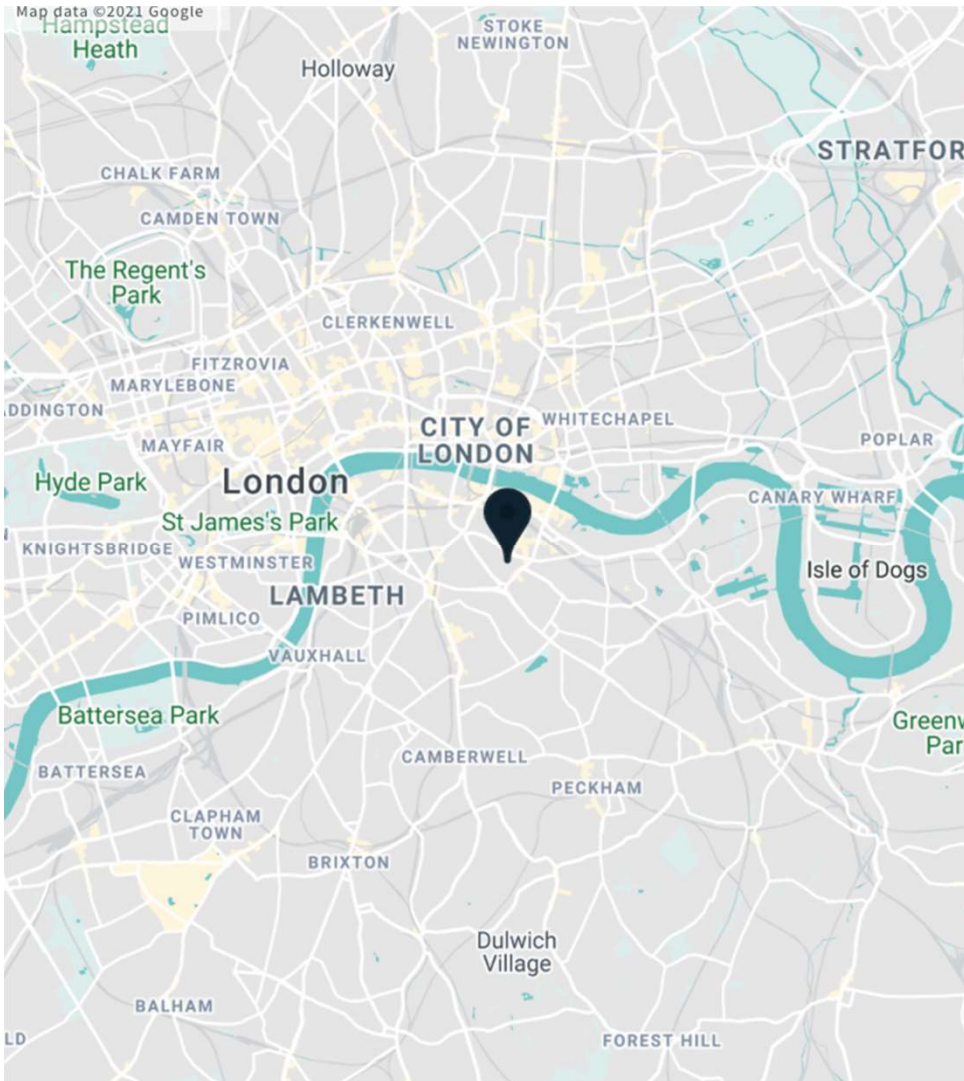 Map data ©2021 Google
Hampstead
Heath
STOKE
NEWINGTON
Holloway
STRATFOR
CHALK FARM
CAMDEN TOWN
The Regent's
Park
CLERKENWELL
FITZROVIA
MARYLEBONE
ADDINGTON
CITY OF
LONDON
WHITECHAPEL
MAYFAIR
POPLAR
Hyde Park
London
CANARY WHARF
St James's Park
KNIGHTSBRIDGE
WESTMINSTER
Isle of Dogs
LAMBETH
PIMLICO
VAUXHALL
Battersea Park
Greenw
Par
CAMBERWELL
BATTERSEA
PECKHAM
CLAPHAM
TOWN
BRIXTON
Dulwich
Village
BALHAM
LD
FOREST HILL